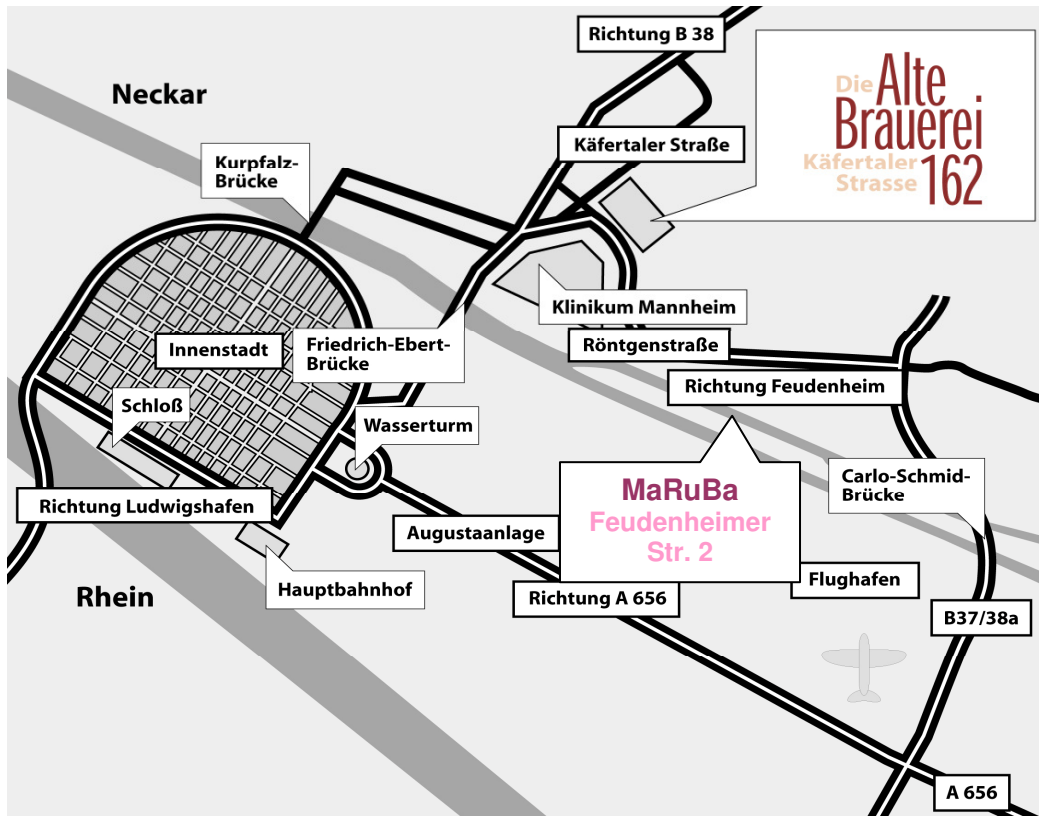 Richtung B 38
Neckar
Die Alte
Brauerei
Käfertaler
Strasse 162
Käfertaler Straße
Kurpfalz-
Brücke
Klinikum Mannheim
Friedrich-Ebert-
Brücke
Innenstadt
Röntgenstraße
Richtung Feudenheim
Schloß
Wasserturm
MaRuBa
Feudenheimer
Str. 2
Carlo-Schmid-
Brücke
Richtung Ludwigshafen
Augustaanlage
Hauptbahnhof
Flughafen
Rhein
Richtung A 656
B37/38a
A 656